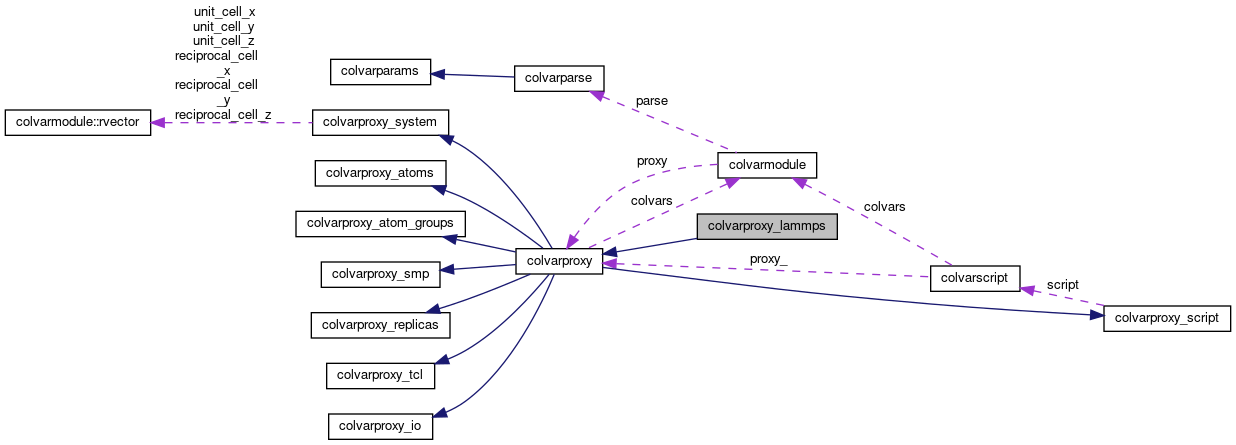 unit_cell_x
unit_cell_y
unit_cell_z
reciprocal_cell
_x
reciprocal_cell
_y
reciprocal_cell_z
colvarparams
colvarparse
parse
colvarmodule::rvector
colvarproxy_system
colvarproxy_atoms
proxy
colvarmodule
colvars
colvars
colvarproxy_atom_groups
colvarproxy_lammps
colvarproxy_smp
colvarproxy
proxy_
colvarscript
script
colvarproxy_replicas
colvarproxy_script
colvarproxy_tcl
colvarproxy_io